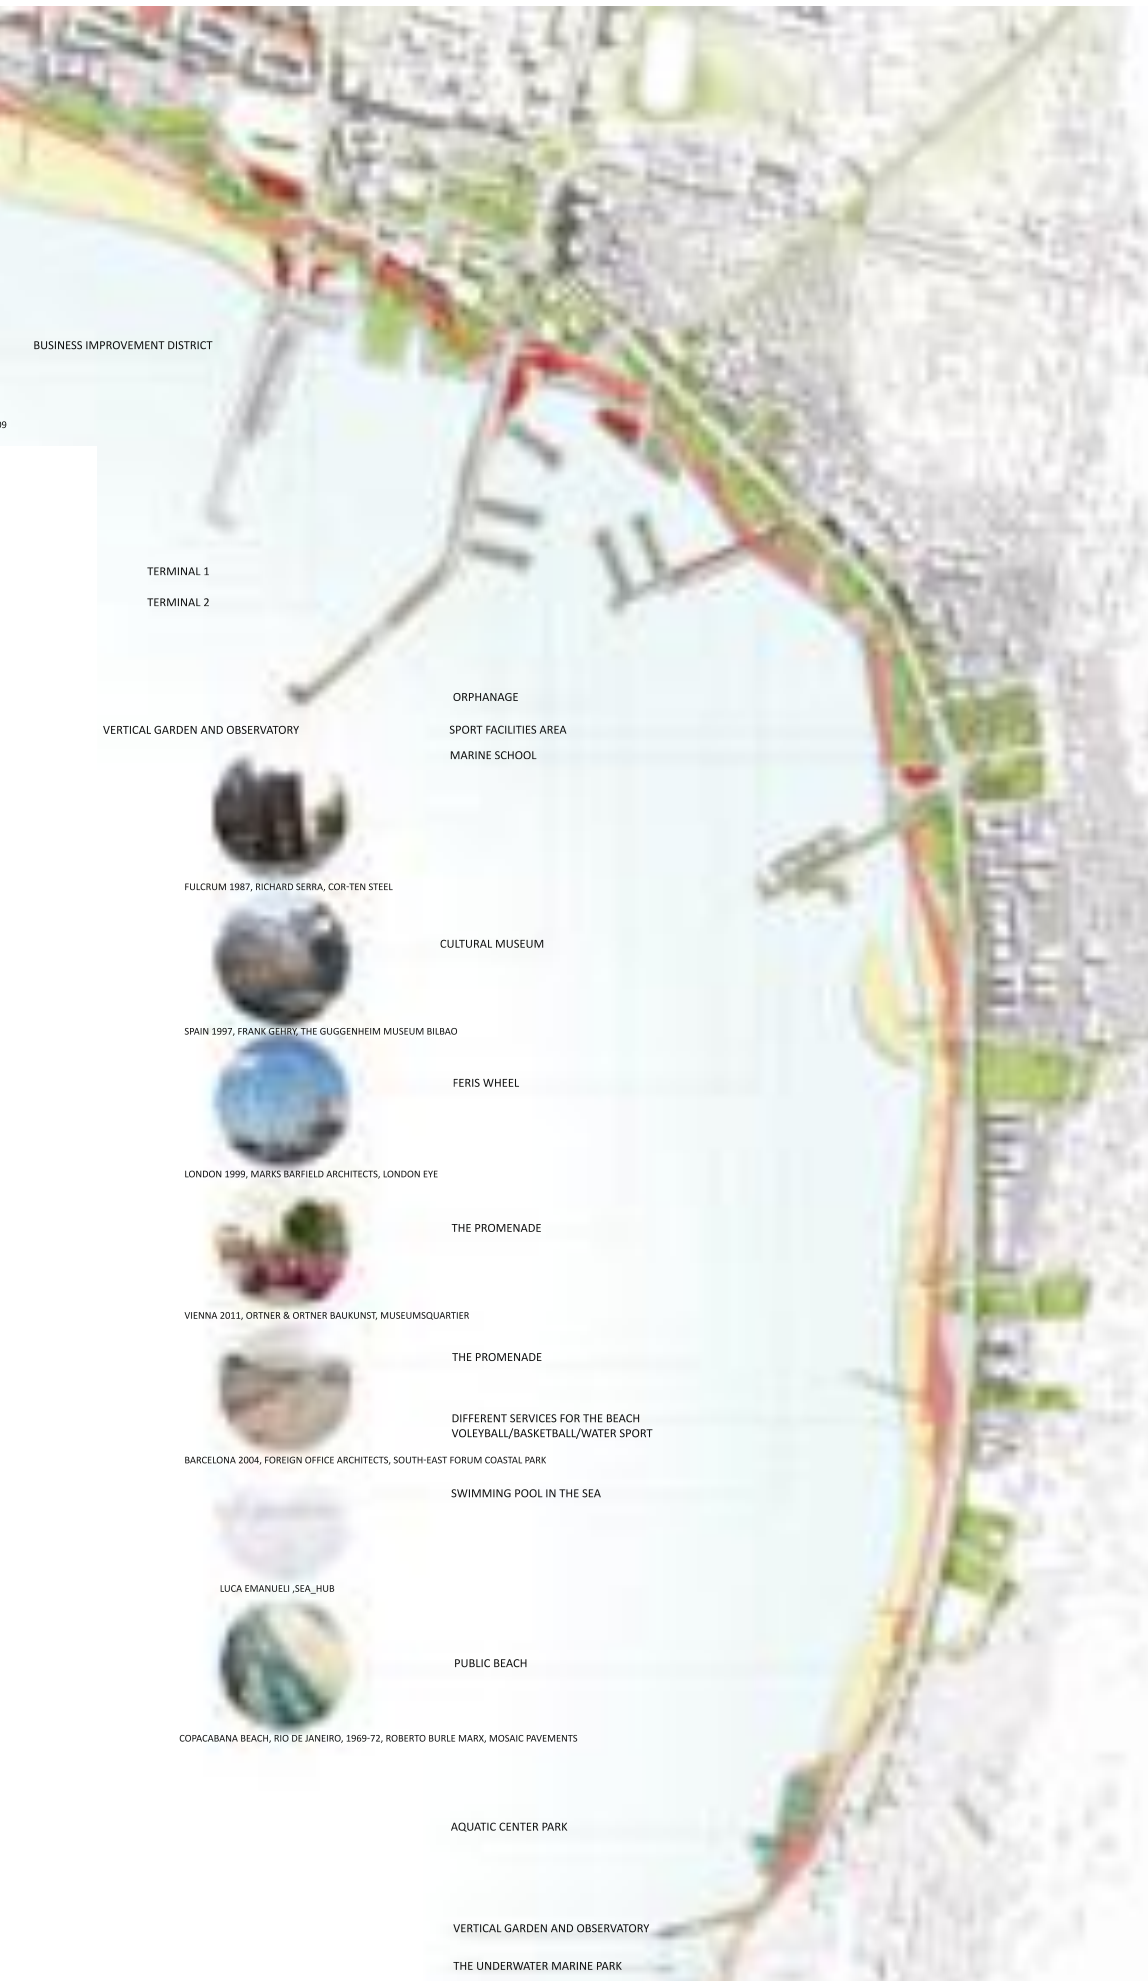 BUSINESS IMPROVEMENT DISTRICT
09
TERMINAL 1
TERMINAL 2
ORPHANAGE
VERTICAL GARDEN AND OBSERVATORY
SPORT FACILITIES AREA
MARINE SCHOOL
FULCRUM 1987, RICHARD SERRA, COR-TEN STEEL
CULTURAL MUSEUM
SPAIN 1997, FRANK GEHRY, THE GUGGENHEIM MUSEUM BILBAO
FERIS WHEEL
LONDON 1999, MARKS BARFIELD ARCHITECTS, LONDON EYE
THE PROMENADE
VIENNA 2011, ORTNER & ORTNER BAUKUNST, MUSEUMSQUARTIER
THE PROMENADE
DIFFERENT SERVICES FOR THE BEACH
VOLEYBALL/BASKETBALL/WATER SPORT
BARCELONA 2004, FOREIGN OFFICE ARCHITECTS, SOUTH-EAST FORUM COASTAL PARK
SWIMMING POOL IN THE SEA
LUCA EMANUELI ,SEA_HUB
PUBLIC BEACH
COPACABANA BEACH, RIO DE JANEIRO, 1969-72, ROBERTO BURLE MARX, MOSAIC PAVEMENTS
AQUATIC CENTER PARK
VERTICAL GARDEN AND OBSERVATORY
THE UNDERWATER MARINE PARK